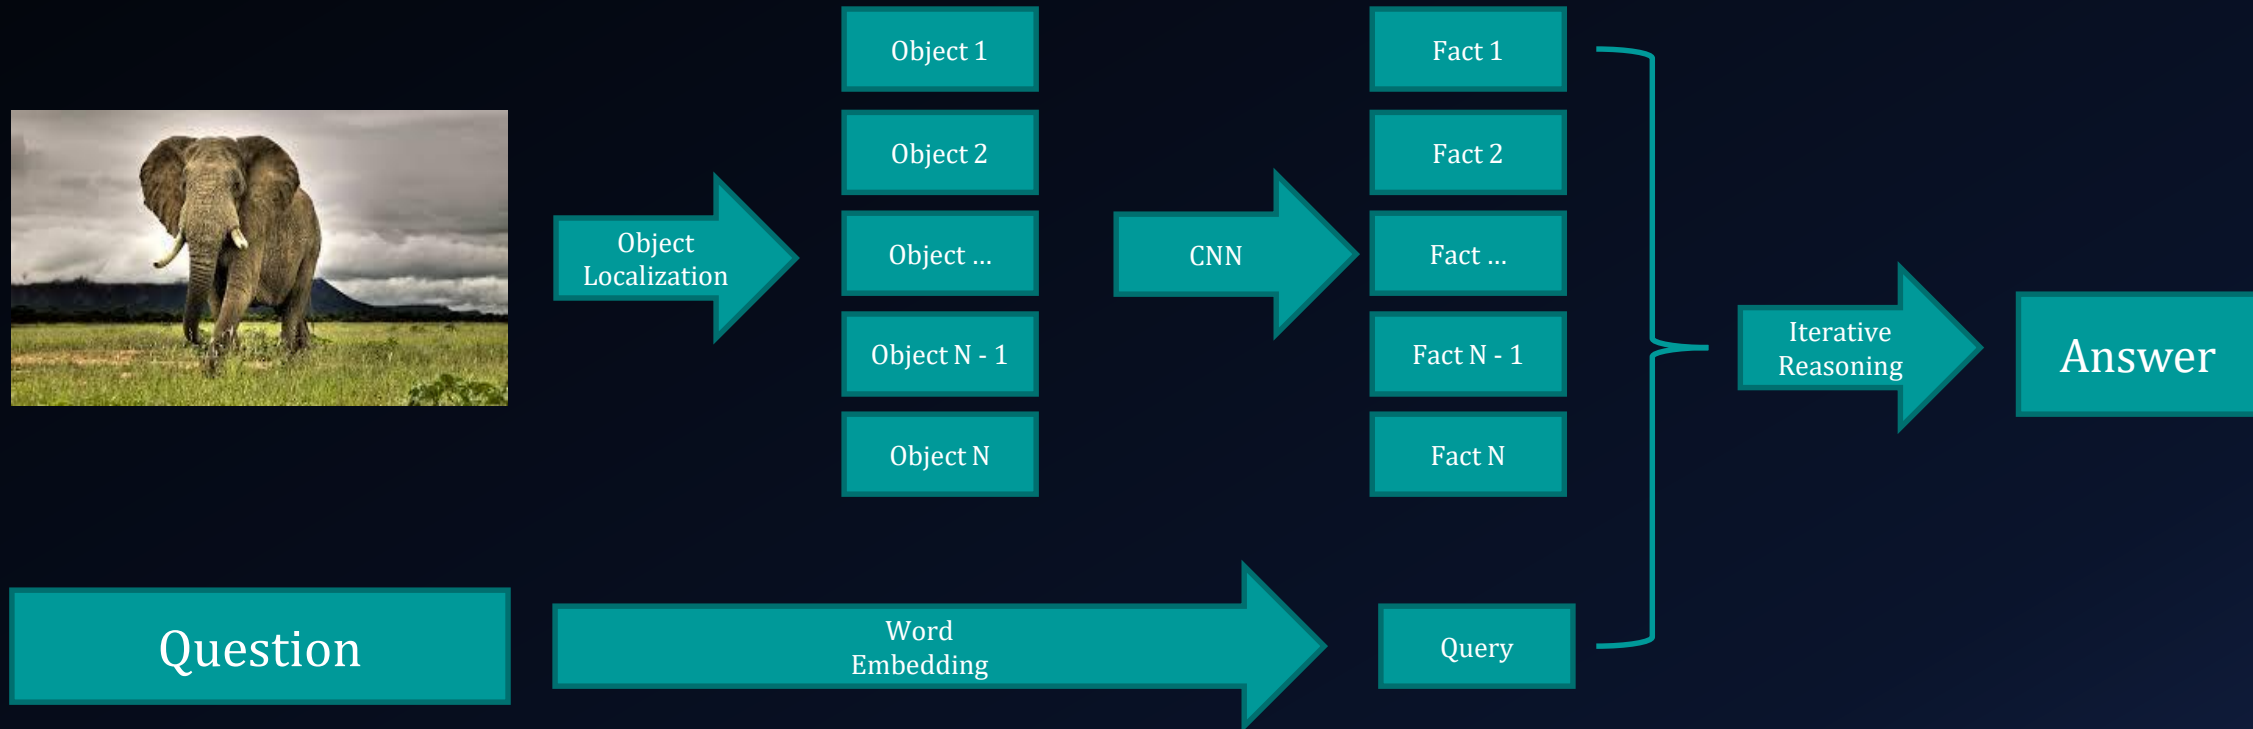 Object 1
Object 2
Object ...
Object N - 1
Object N
Fact 1
Fact 2
Fact ...
Fact N - 1
Fact N
Object
Localization
CNN
Iterative
Reasoning
Answer
Question
Word
Embedding
Query